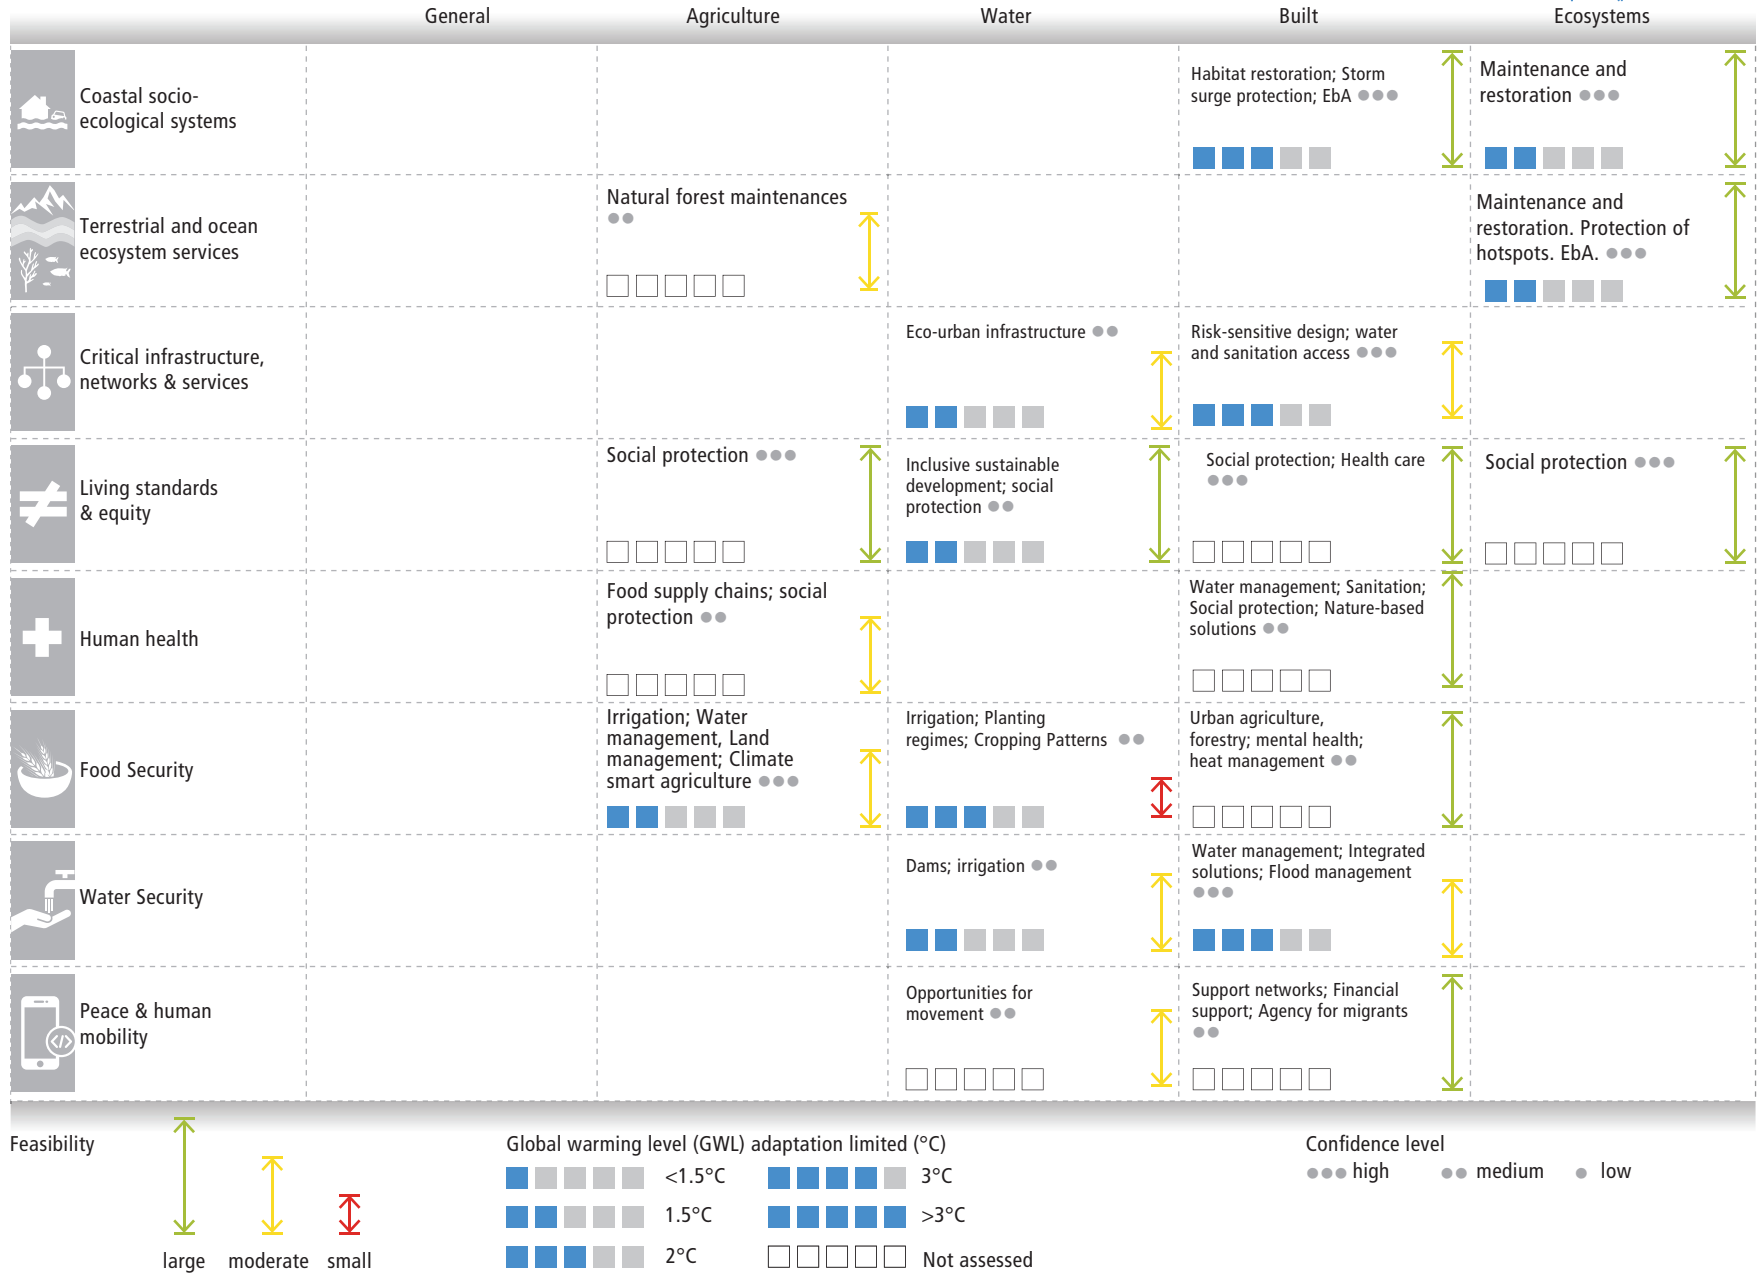 General Agriculture Water Built Ecosystems
Coastal socio-
ecological systems
Habitat restoration; Storm
surge protection; EbA
Maintenance and
restoration
Terrestrial and ocean
ecosystem services
Natural forest maintenances
Maintenance and
restoration. Protection of
hotspots. EbA.
Critical infrastructure,
networks & services
Eco-urban infrastructure
Risk-sensitive design; water
and sanitation access
Living standards
& equity
Social protection
Inclusive sustainable
development; social
protection
Social protection; Health care
Social protection
Human health
Food supply chains; social
protection
Water management; Sanitation;
Social protection; Nature-based
solutions
Food Security
Irrigation; Water
management, Land
management; Climate
smart agriculture
Irrigation; Planting
regimes; Cropping Patterns
Urban agriculture,
forestry; mental health;
heat management
Water Security
Dams; irrigation
Water management; Integrated
solutions; Flood management
Peace & human
mobility
Opportunities for
movement
Support networks; Financial
support; Agency for migrants
</>
Feasibility
large moderate small
Global warming level (GWL) adaptation limited (°C)
<1.5°C 3°C
1.5°C >3°C
2°C Not assessed
Confidence level
high medium low